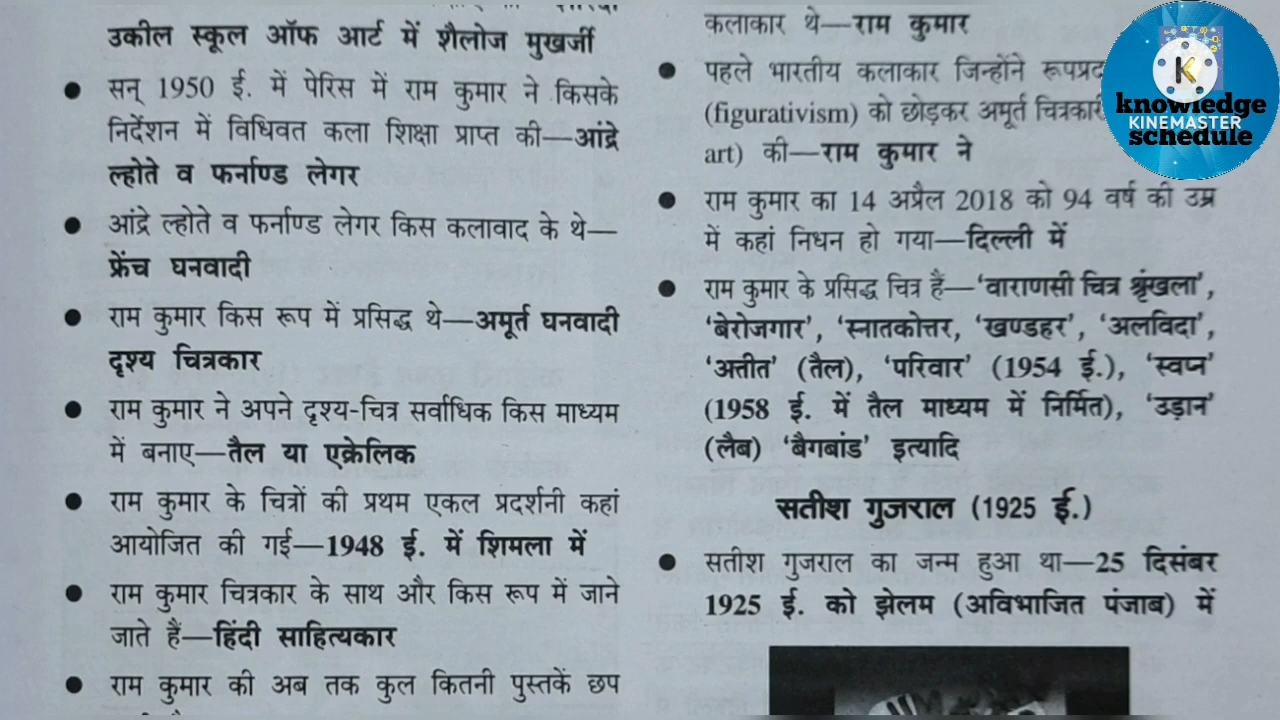 उकील स्कूल ऑफ आर्ट में शैलोज मुखर्जी
● सन् 1950 ई. में पेरिस में राम कुमार ने किसके
निर्देशन में विधिवत कला शिक्षा प्राप्त की—आंद्रे
ल्होते व फर्नाण्ड लेगर
● आंद्रे ल्होते व फर्नाण्ड लेगर किस कलावाद के थे—
फ्रेंच घनवादी
● राम कुमार किस रूप में प्रसिद्ध थे—अमूर्त घनवादी
दृश्य चित्रकार
● राम कुमार ने अपने दृश्य-चित्र सर्वाधिक किस माध्यम
में बनाए—तैल या एक्रेलिक
● राम कुमार के चित्रों की प्रथम एकल प्रदर्शनी कहां
आयोजित की गई—1948 ई. में शिमला में
● राम कुमार चित्रकार के साथ और किस रूप में जाने
जाते हैं—हिंदी साहित्यकार
● राम कुमार की अब तक कुल कितनी पुस्तकें छप
कलाकार थे—राम कुमार
● पहले भारतीय कलाकार जिन्होंने
(figurativism) को छोड़कर अमूर्त
art) की—राम कुमार ने
● राम कुमार का 14 अप्रैल 2018 को 94 वर्ष की उम्र
में कहां निधन हो गया—दिल्ली में
● राम कुमार के प्रसिद्ध चित्र हैं—‘वाराणसी चित्र श्रृंखला’,
‘बेरोजगार’, ‘स्नातकोत्तर, ‘खण्डहर’, ‘अलविदा’,
‘अतीत’ (तैल), ‘परिवार’ (1954 ई.), ‘स्वप्न’
(1958 ई. में तैल माध्यम में निर्मित), ‘उड़ान’
(लैब) ‘बैगबांड’ इत्यादि
सतीश गुजराल (1925 ई.)
● सतीश गुजराल का जन्म हुआ था—25 दिसंबर
1925 ई. को झेलम (अविभाजित पंजाब) में
K
knowledge
KINEMASTER
schedule